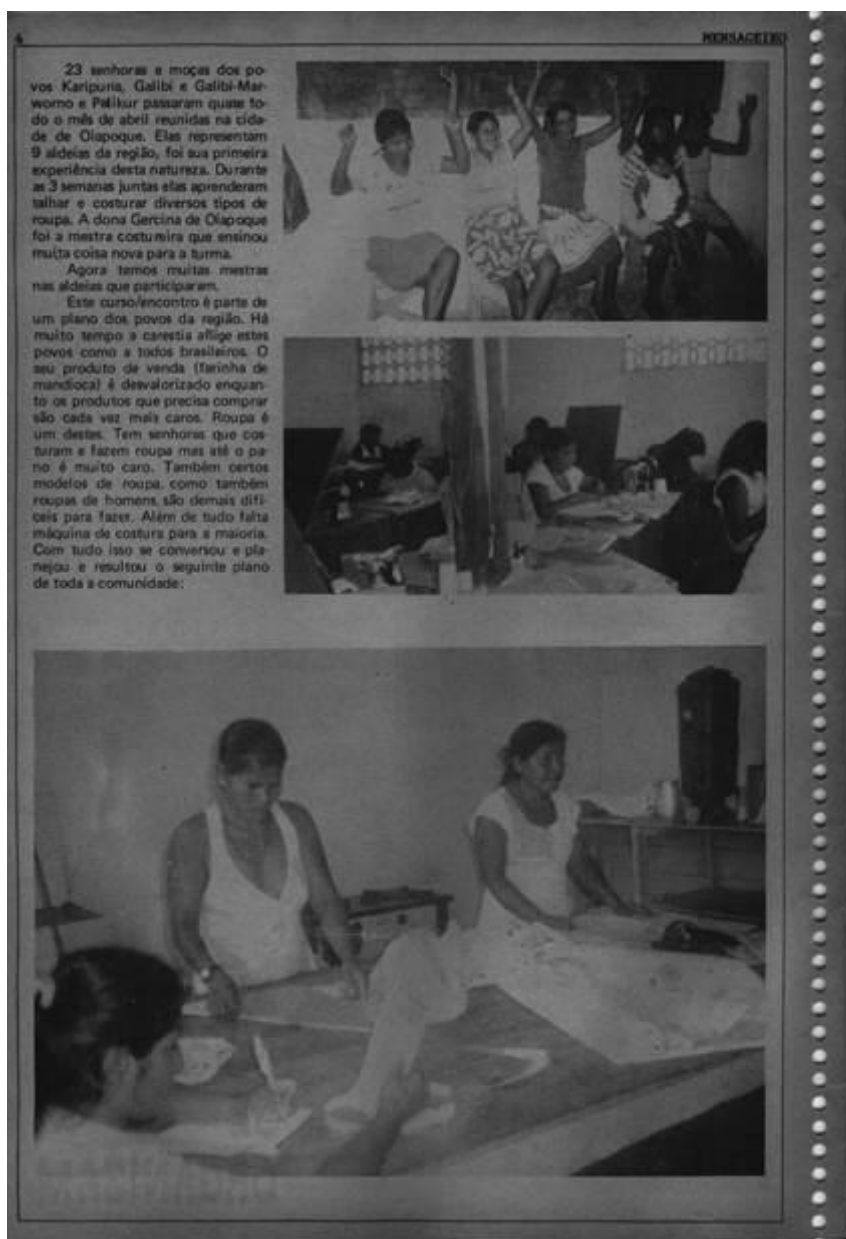 4
MENSAGEIRO
23 senhoras e moças dos po-
vos Karipuna, Galibi e Galibi-Mar-
worno e Palikur passaram quase to-
do o mês de abril reunidas na cida-
de de Oiapoque. Elas representam
9 aldeias da região, foi sua primeira
experiência desta natureza. Durante
as 3 semanas juntas elas aprenderam
talhar e costurar diversos tipos de
roupa. A dona Gercina de Oiapoque
foi a mestra costumira que ensinou
muita coisa nova para a turma.
Agora temos muitas mestras
nas aldeias que participaram.
Este curso/encontro é parte de
um plano dos povos da região. Há
muito tempo a carestia aflige estes
povos como a todos brasileiros. O
seu produto de venda (farinha de
mandioca) é desvalorizado enquan-
to os produtos que precisa comprar
são cada vez mais caros. Roupa é
um destes. Tem senhoras que cos-
turam e fazem roupa mas até o pa-
no é muito caro. Também certos
modelos de roupa, como também
roupas de homens são demais difí-
ceis para fazer. Além de tudo falta
máquina de costura para a maioria.
Com tudo isso se conversou e pla-
nejou e resultou o seguinte plano
de toda a comunidade: